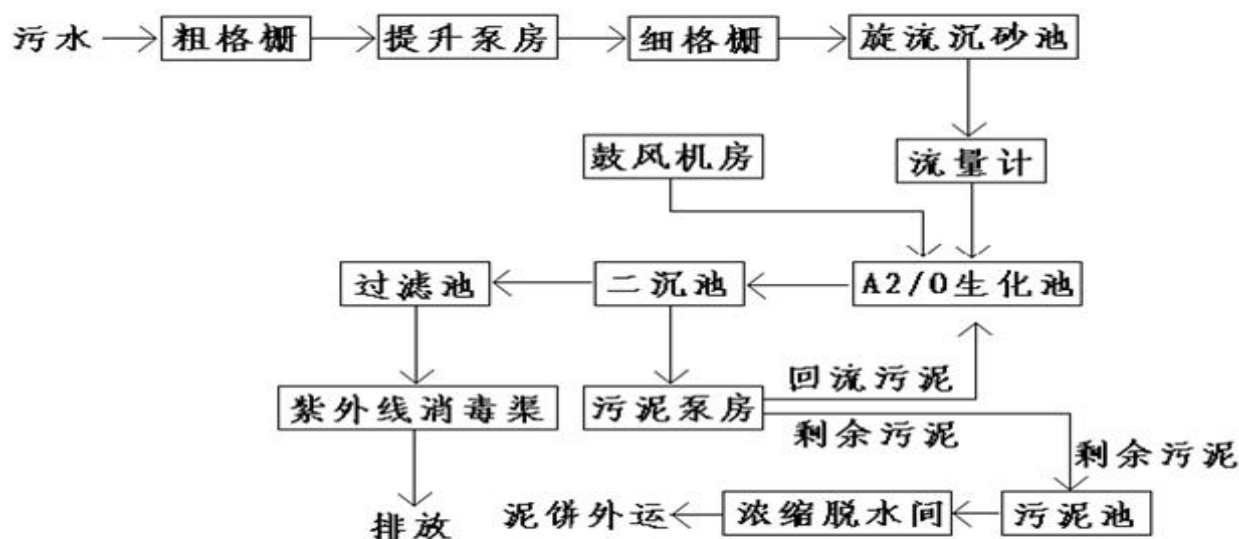 污水 粗格栅 提升泵房 细格栅 旋流沉砂池
鼓风机房 流量计
过滤池 二沉池 A2/O生化池
回流污泥
紫外线消毒渠 污泥泵房
剩余污泥
剩余污泥
排放 泥饼外运 浓缩脱水间 污泥池